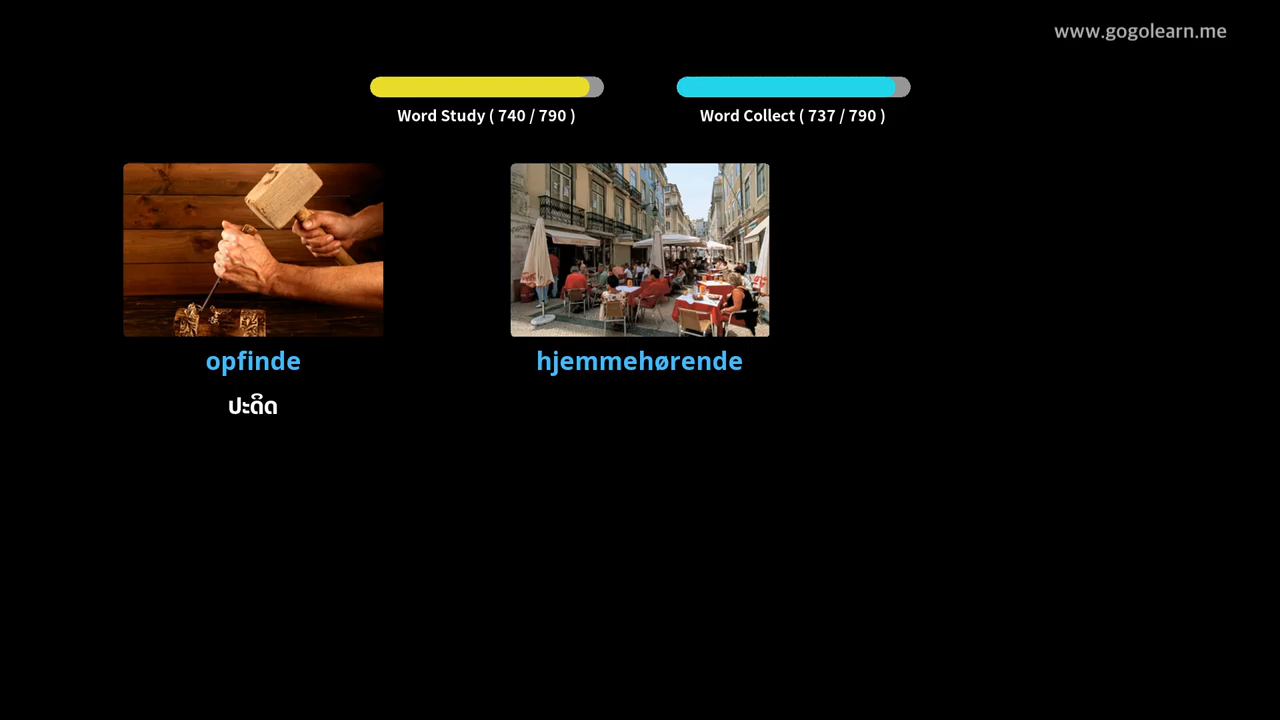 www.gogolearn.me
Word Study ( 740 / 790 )
Word Collect ( 737 / 790 )
opfinde
hjemmehørende
ປະດິດ